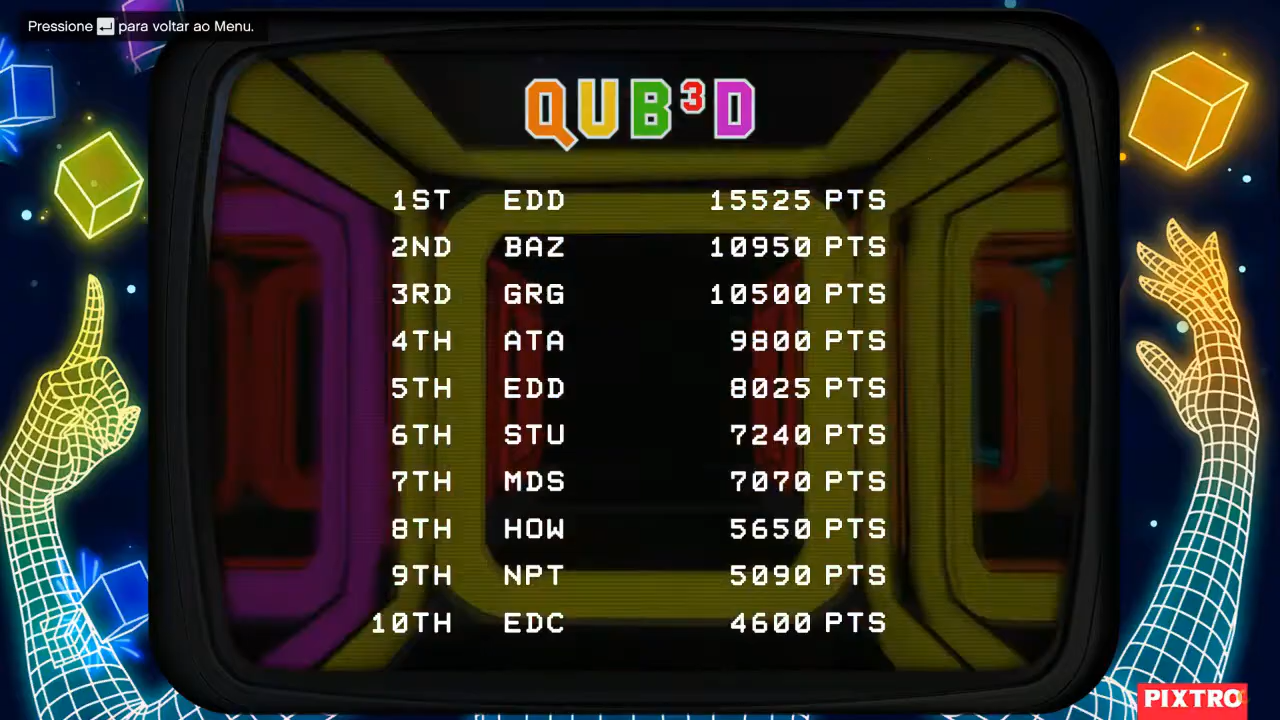 Pressione ↵ para voltar ao Menu.
QUB³D
1ST EDD 15525 PTS
2ND BAZ 10950 PTS
3RD GRG 10500 PTS
4TH ATA 9800 PTS
5TH EDD 8025 PTS
6TH STU 7240 PTS
7TH MDS 7070 PTS
8TH HOW 5650 PTS
9TH NPT 5090 PTS
10TH EDC 4600 PTS
PIXTRO